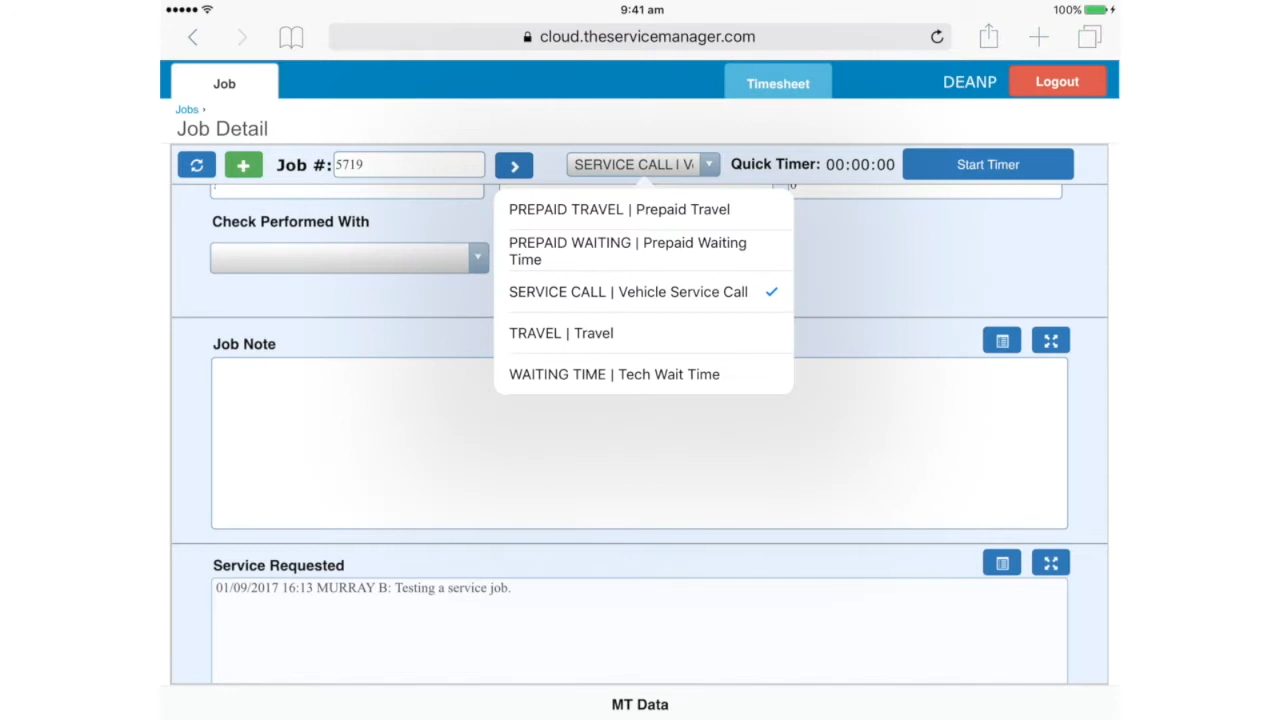 9:41 am
100%
cloud.theservicemanager.com
Job
Timesheet
DEANP
Logout
Jobs ›
Job Detail
Job #:
5719
SERVICE CALL | V
Quick Timer: 00:00:00
Start Timer
Check Performed With
PREPAID TRAVEL | Prepaid Travel
PREPAID WAITING | Prepaid Waiting
Time
SERVICE CALL | Vehicle Service Call
TRAVEL | Travel
WAITING TIME | Tech Wait Time
Job Note
Service Requested
01/09/2017 16:13 MURRAY B: Testing a service job.
MT Data